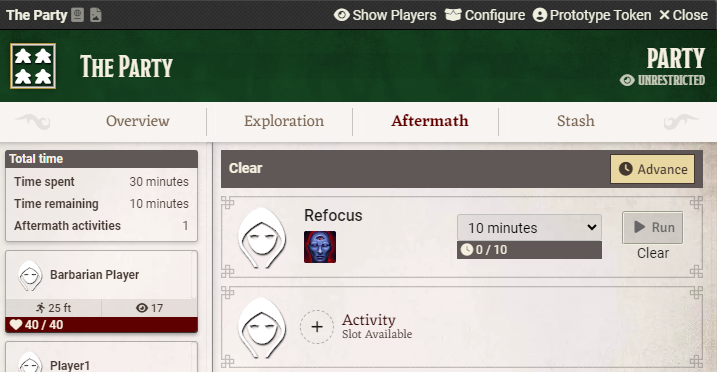 The Party Show Players Configure Prototype Token Close
THE PARTY
PARTY
UNRESTRICTED
Overview Exploration Aftermath Stash
Total time
Time spent 30 minutes
Time remaining 10 minutes
Aftermath activities 1
Barbarian Player
25 ft 17
40 / 40
Player1
Clear Advance
Refocus
10 minutes
0 / 10
Run
Clear
Activity
Slot Available